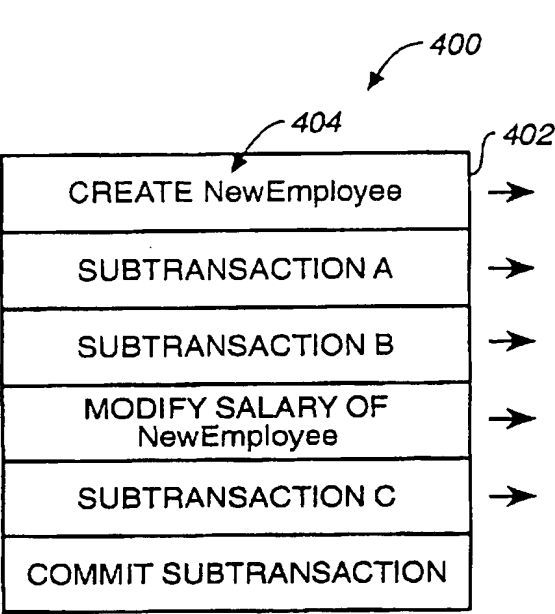 400
404
402
CREATE NewEmployee
SUBTRANSACTION A
SUBTRANSACTION B
MODIFY SALARY OF
NewEmployee
SUBTRANSACTION C
COMMIT SUBTRANSACTION